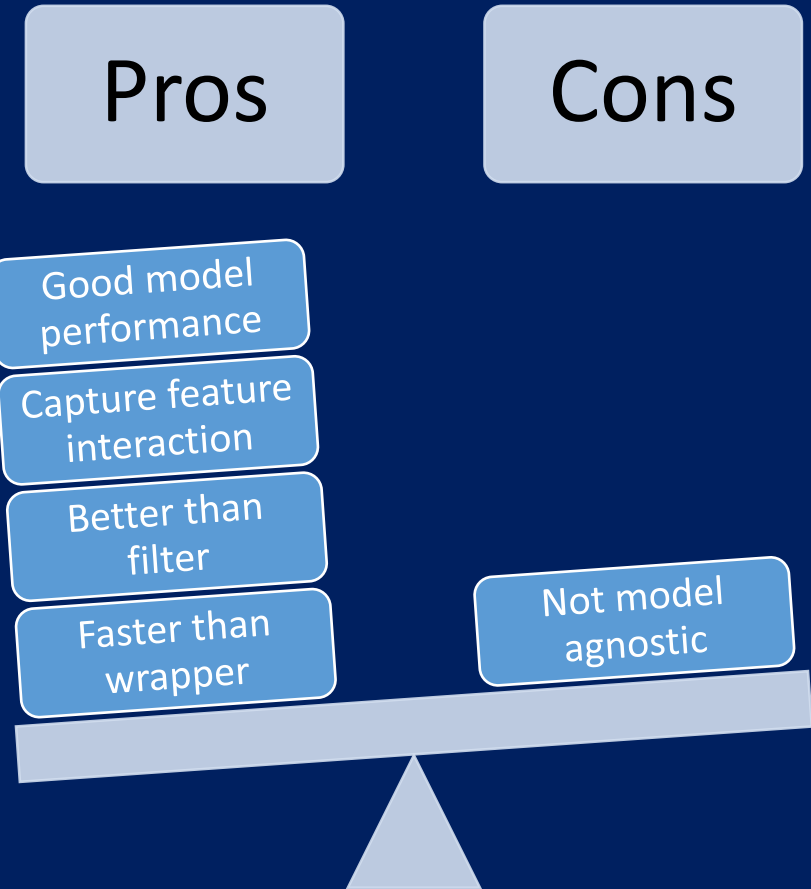 Pros
Cons
Good model
performance
Capture feature
interaction
Better than
filter
Faster than
wrapper
Not model
agnostic